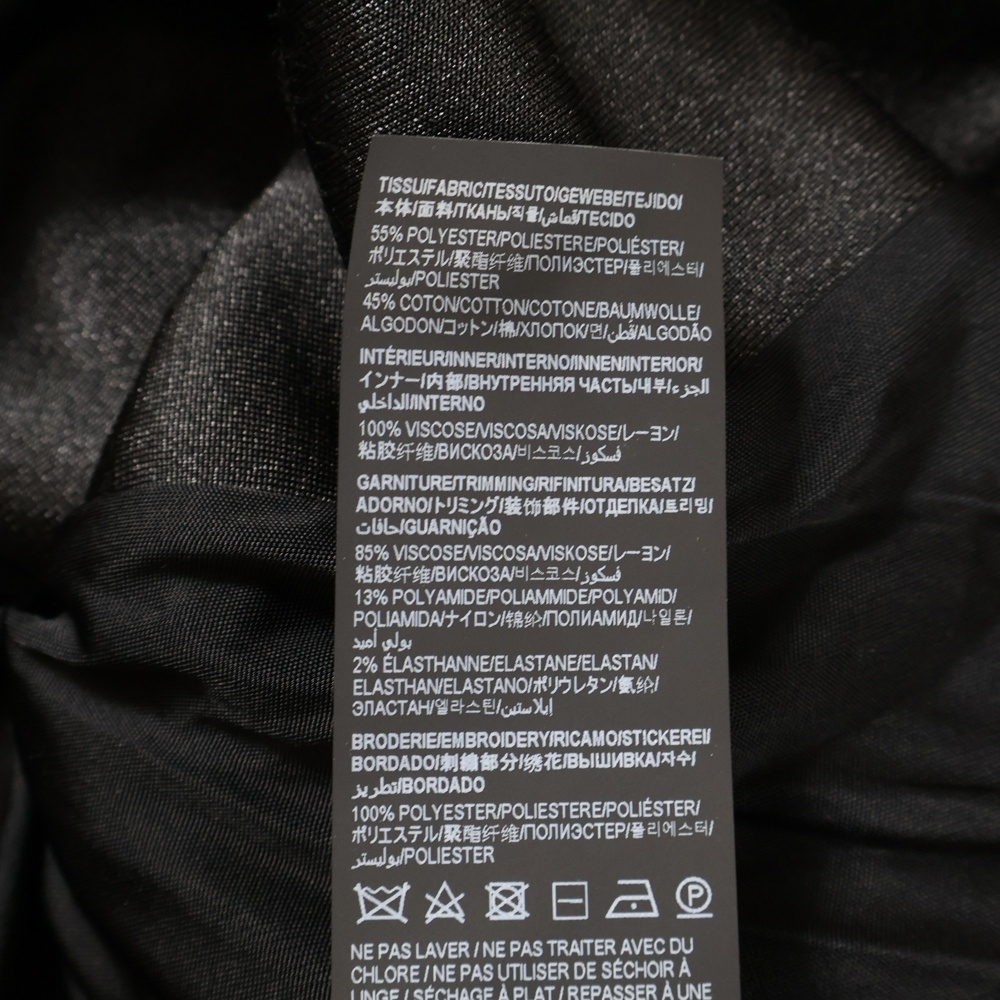 TISSU/FABRIC/TESSUTO/GEWEBE/TEJIDO/
本体/面料/ТКАНЬ/직물/قماش/TECIDO
55% POLYESTER/POLIESTERE/POLIÉSTER/
ポリエステル/聚酯纤维/ПОЛИЭСТЕР/폴리에스터/
بوليستر/POLIESTER
45% COTON/COTTON/COTONE/BAUMWOLLE/
ALGODON/コットン/棉/ХЛОПОК/면/قطن/ALGODÃO
INTÉRIEUR/INNER/INTERNO/INNEN/INTERIOR/
インナー/内部/ВНУТРЕННЯЯ ЧАСТЬ/내부/الجزء
الداخلي/INTERNO
100% VISCOSE/VISCOSA/VISKOSE/レーヨン/
粘胶纤维/ВИСКОЗА/비스코스/فسكوز
GARNITURE/TRIMMING/RIFINITURA/BESATZ/
ADORNO/トリミング/装饰部件/ОТДЕПКА/트리밍/
حافات/GUARNIÇÃO
85% VISCOSE/VISCOSA/VISKOSE/レーヨン/
粘胶纤维/ВИСКОЗА/비스코스/فسكوز
13% POLYAMIDE/POLIAMMIDE/POLYAMID/
POLIAMIDA/ナイロン/锦纶/ПОЛИАМИД/나일론/
بولي أميد
2% ÉLASTHANNE/ELASTANE/ELASTAN/
ELASTHAN/ELASTANO/ポリウレタン/氨纶/
ЭЛАСТАН/엘라스틴/إيلاستين
BRODERIE/EMBROIDERY/RICAMO/STICKEREI/
BORDADO/刺繍部分/绣花/ВЫШИВКА/자수/
تطريز/BORDADO
100% POLYESTER/POLIESTERE/POLIÉSTER/
ポリエステル/聚酯纤维/ПОЛИЭСТЕР/폴리에스터/
بوليستر/POLIESTER
P
NE PAS LAVER / NE PAS TRAITER AVEC DU
CHLORE / NE PAS UTILISER DE SÉCHOIR À
LINGE / SÉCHAGE À PLAT / REPASSER À UNE